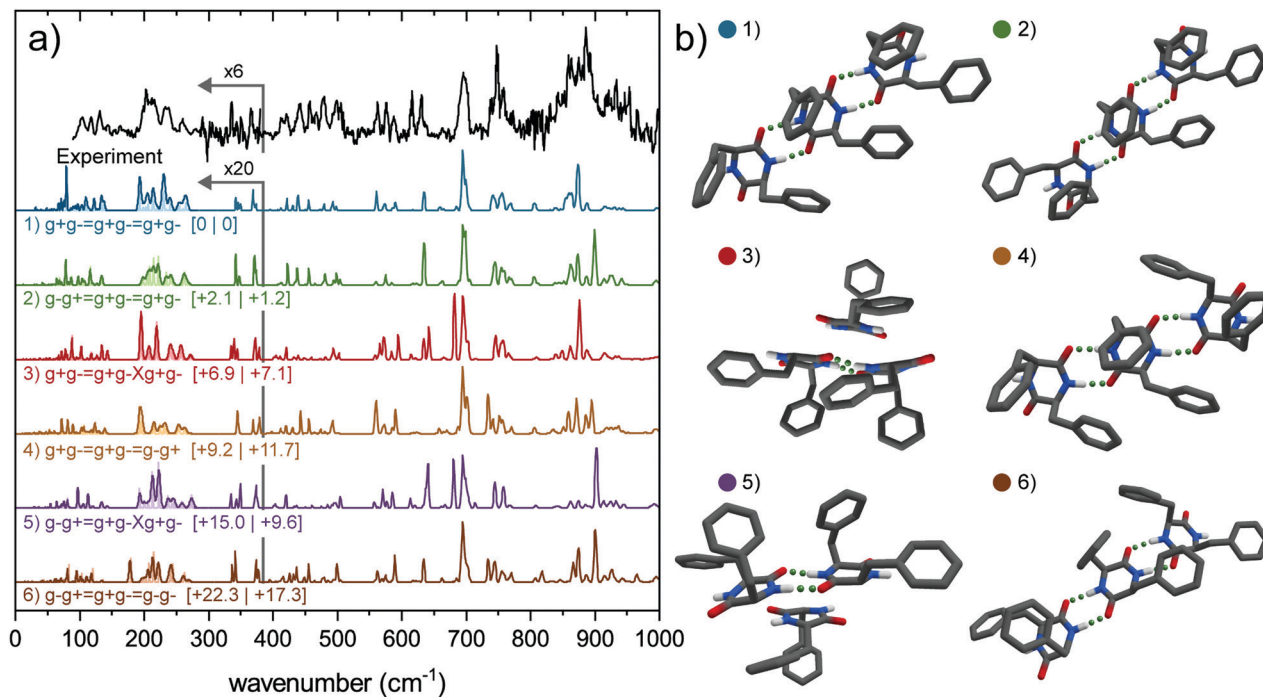 a)
x6
Experiment
x20
1) g+g-=g+g-=g+g- [0 | 0]
2) g-g+=g+g-=g+g- [+2.1 | +1.2]
3) g+g-=g+g-Xg+g- [+6.9 | +7.1]
4) g+g-=g+g-=g-g+ [+9.2 | +11.7]
5) g-g+=g+g-Xg+g- [+15.0 | +9.6]
6) g-g+=g+g-=g-g- [+22.3 | +17.3]
0 100 200 300 400 500 600 700 800 900 1000
wavenumber (cm⁻¹)
b)
1)
2)
3)
4)
5)
6)